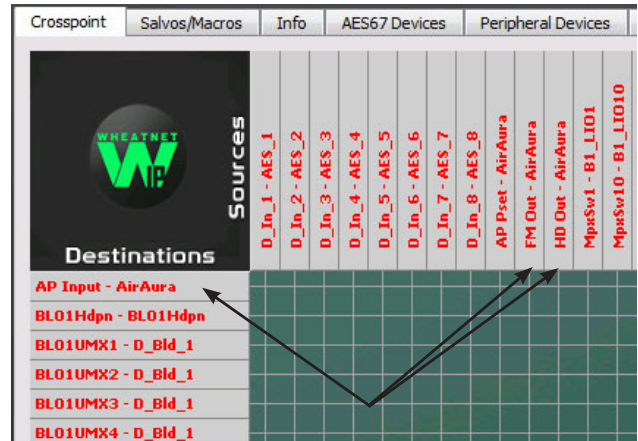 Crosspoint
Salvos/Macros
Info
AES67 Devices
Peripheral Devices
WHEATNET
IP
Sources
Destinations
D_In_1 - AES_1
D_In_2 - AES_2
D_In_3 - AES_3
D_In_4 - AES_4
D_In_5 - AES_5
D_In_6 - AES_6
D_In_7 - AES_7
D_In_8 - AES_8
AP Pset - AirAura
FM Out - AirAura
HD Out - AirAura
MpxSw1 - B1_LIO1
MpxSw10 - B1_LIO10
AP Input - AirAura
BL01Hdpn - BL01Hdpn
BL01UMX1 - D_Bld_1
BL01UMX2 - D_Bld_1
BL01UMX3 - D_Bld_1
BL01UMX4 - D_Bld_1